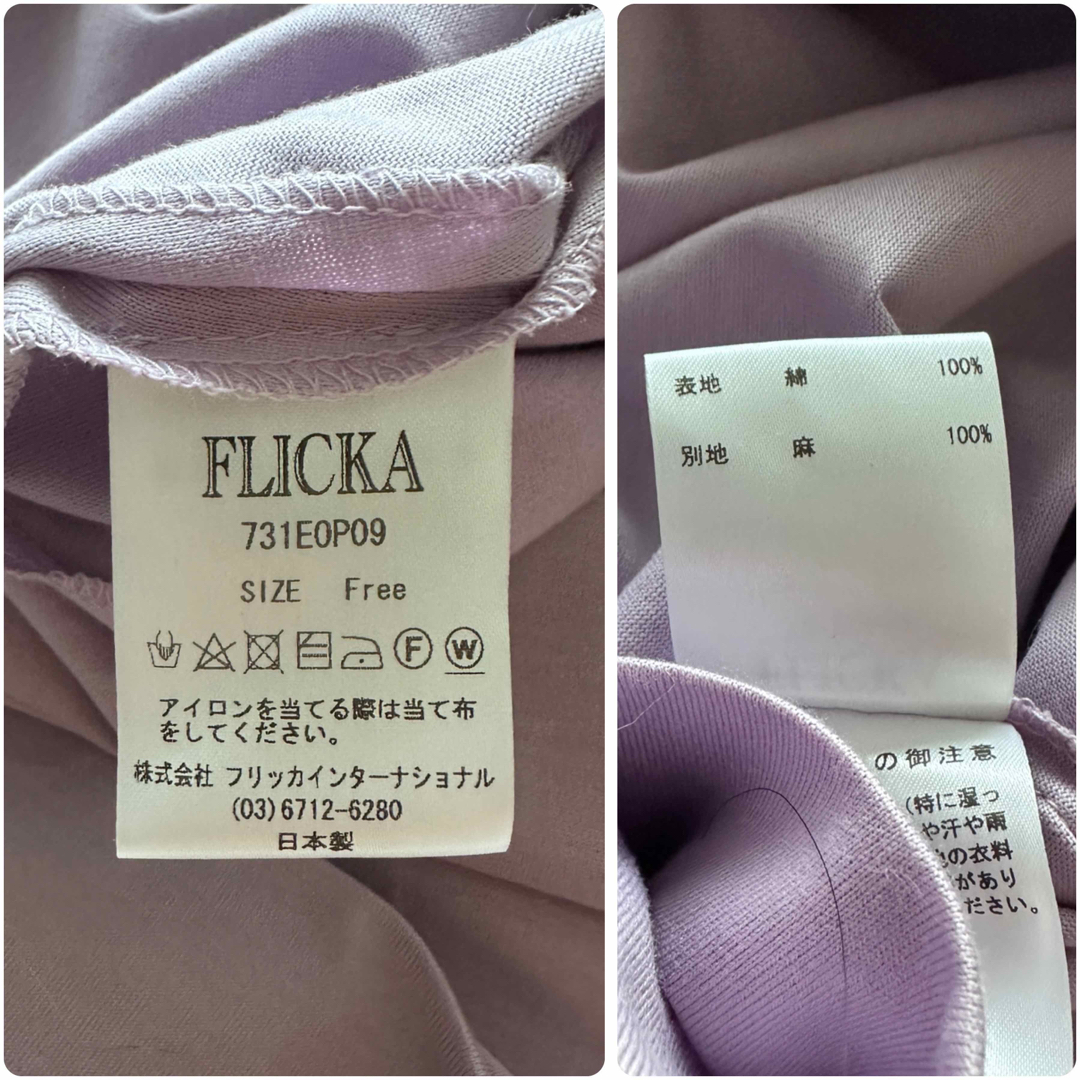 FLICKA
731E0P09
SIZE Free
F W
アイロンを当てる際は当て布
をしてください。
株式会社 フリッカインターナショナル
(03)6712-6280
日本製
表地 綿 100%
別地 麻 100%
の御注意
(特に湿っ
や汗や雨
の衣料
があり
ださい。